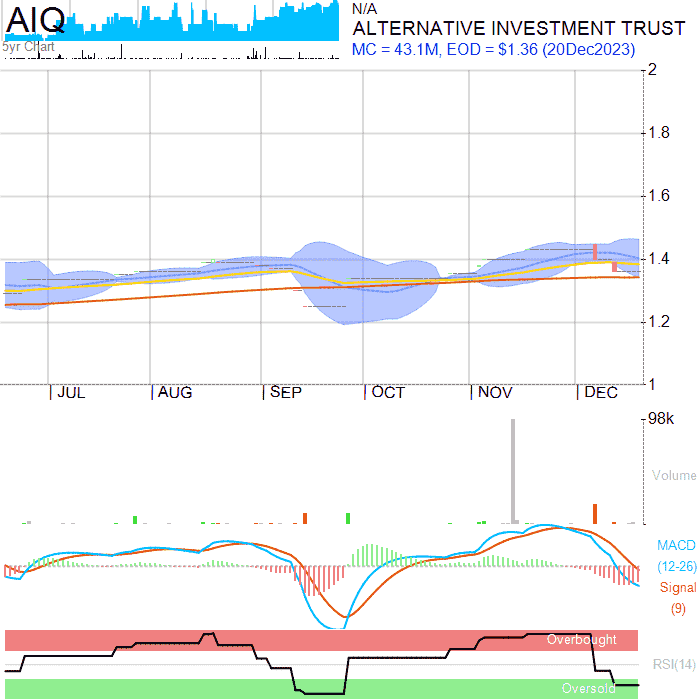 AIQ
5yr Chart
N/A
ALTERNATIVE INVESTMENT TRUST
MC = 43.1M, EOD = $1.36 (20Dec2023)
2
1.8
1.6
1.4
1.2
1
JUL AUG SEP OCT NOV DEC
98k
Volume
MACD
(12-26)
Signal
(9)
Overbought
RSI(14)
Oversold